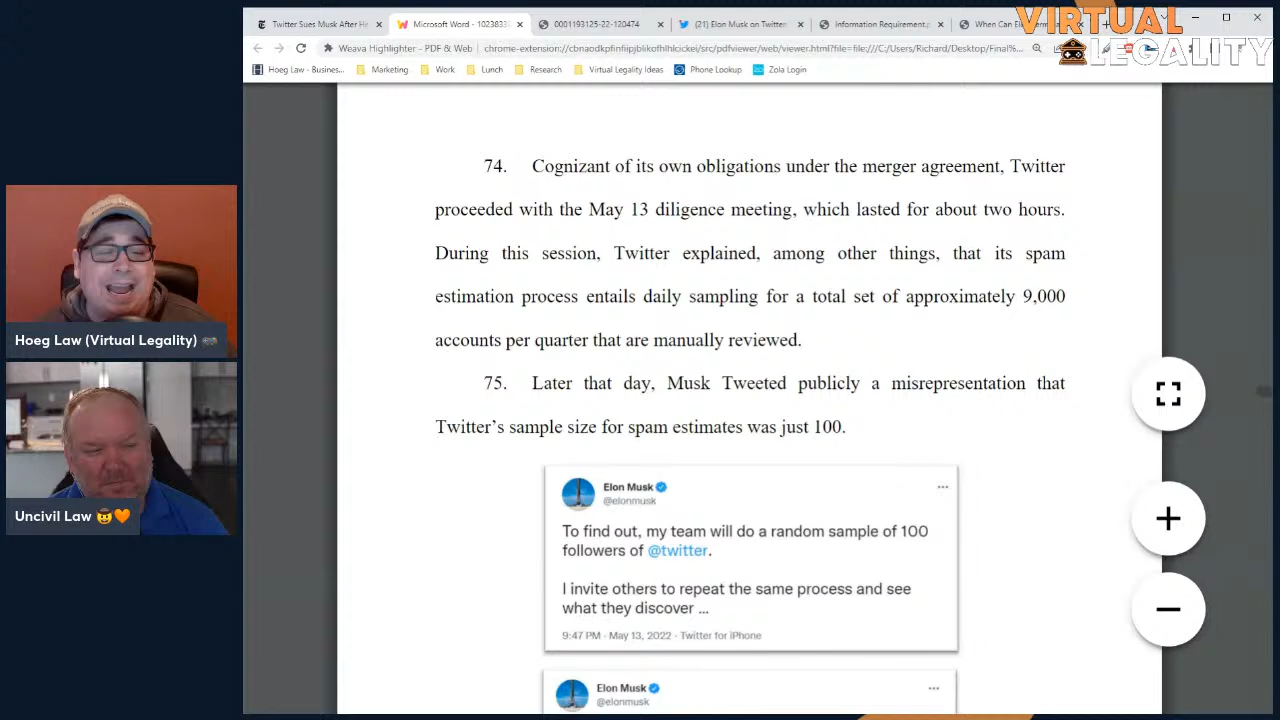 Twitter Sues Musk After He
Microsoft Word - 1023833
0001193125-22-120474
(21) Elon Musk on Twitter
Information Requirement
When Can El
VIRTUAL
LEGALITY
Weava Highlighter - PDF & Web
Hoeg Law - Busines...
Marketing
Work
Lunch
Research
Virtual Legality Ideas
Phone Lookup
Zola Login
74. Cognizant of its own obligations under the merger agreement, Twitter
proceeded with the May 13 diligence meeting, which lasted for about two hours.
During this session, Twitter explained, among other things, that its spam
estimation process entails daily sampling for a total set of approximately 9,000
accounts per quarter that are manually reviewed.
75. Later that day, Musk Tweeted publicly a misrepresentation that
Twitter's sample size for spam estimates was just 100.
Elon Musk
@elonmusk
To find out, my team will do a random sample of 100
followers of @twitter.
I invite others to repeat the same process and see
what they discover ...
9:47 PM · May 13, 2022 · Twitter for iPhone
Elon Musk
@elonmusk
Hoeg Law (Virtual Legality)
Uncivil Law